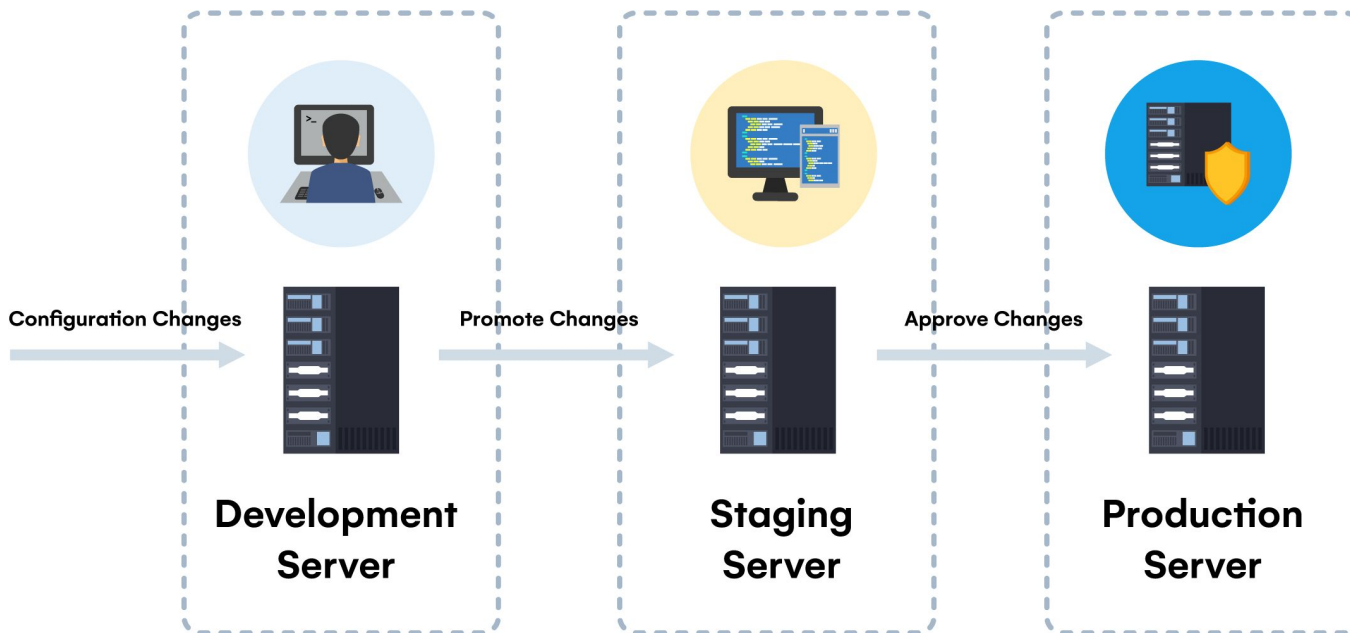 Configuration Changes
Promote Changes
Approve Changes
>_
Development
Server
Staging
Server
Production
Server